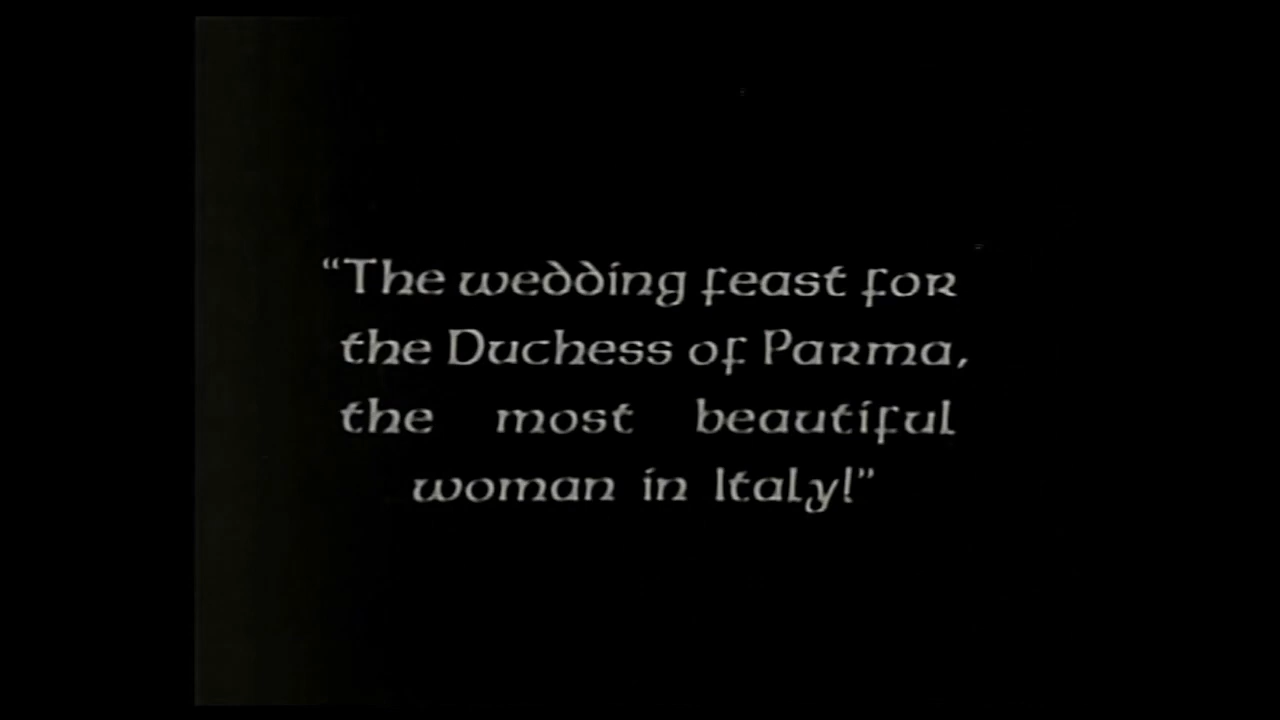 “The wedding feast for
the Duchess of Parma,
the most beautiful
woman in Italy!”